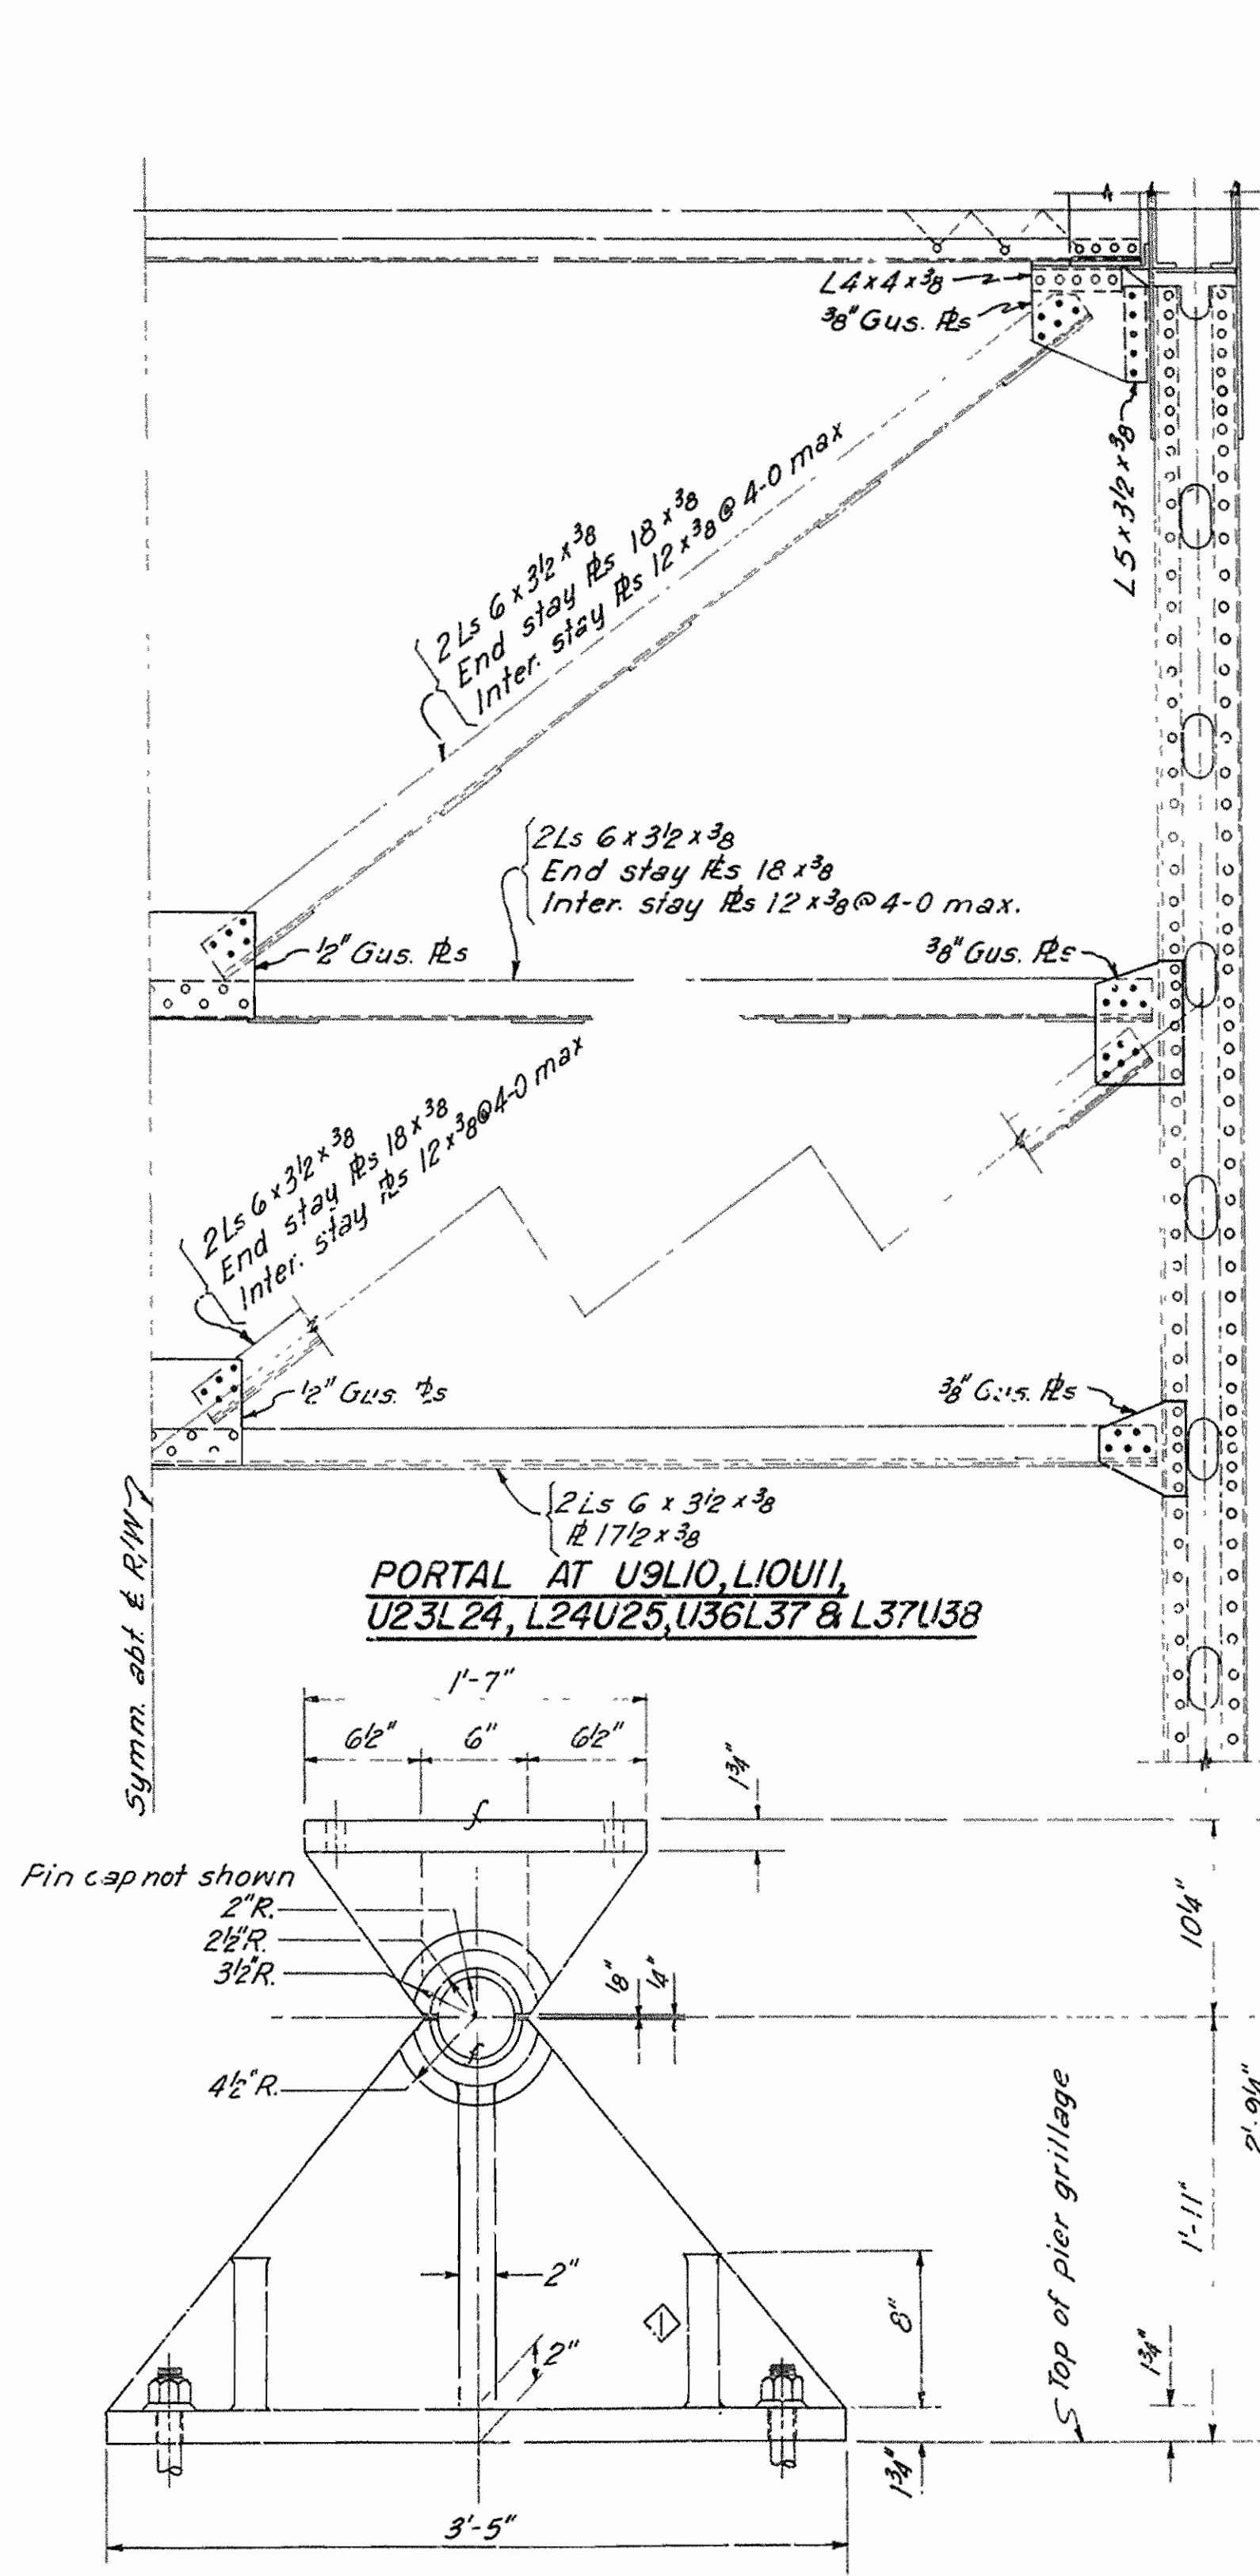 L4x4x3/8
3/8" Gus. PLs
L5x3 1/2x3/8
2Ls 6x3 1/2x3/8
End stay PLs 18x3/8
Inter. stay PLs 12x3/8@4-0 max
2Ls 6x3 1/2x3/8
End stay PLs 18x3/8
Inter. stay PLs 12x3/8@4-0 max.
1/2" Gus. PLs
3/8" Gus. PLs
2Ls 6x3 1/2x3/8
End stay PLs 18x3/8
Inter. stay PLs 12x3/8@4-0 max
1/2" Gus. PLs
3/8" Gus. PLs
2Ls 6x3 1/2x3/8
PL 17 1/2x3/8
Symm. abt. ℄ R/W
PORTAL AT U9L10, L10U11,
U23L24, L24U25, U36L37 & L37U38
1'-7"
6 1/2" 6" 6 1/2"
1 3/4"
f
Pin cap not shown
2"R.
2 1/2"R.
3 1/2"R.
1/8" 1/4"
10 1/4"
f
4 1/2"R.
2'-9 1/4"
1'-11"
Top of pier grillage
2"
8"
2"
1 3/4"
1 3/4"
3'-5"